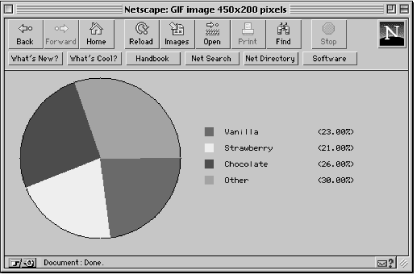 Netscape: GIF image 450x200 pixels
Back Forward Home Reload Images Open Print Find Stop N
What's New? What's Cool? Handbook Net Search Net Directory Software
Vanilla (23.00%)
Strawberry (21.00%)
Chocolate (26.00%)
Other (30.00%)
Document: Done.
?